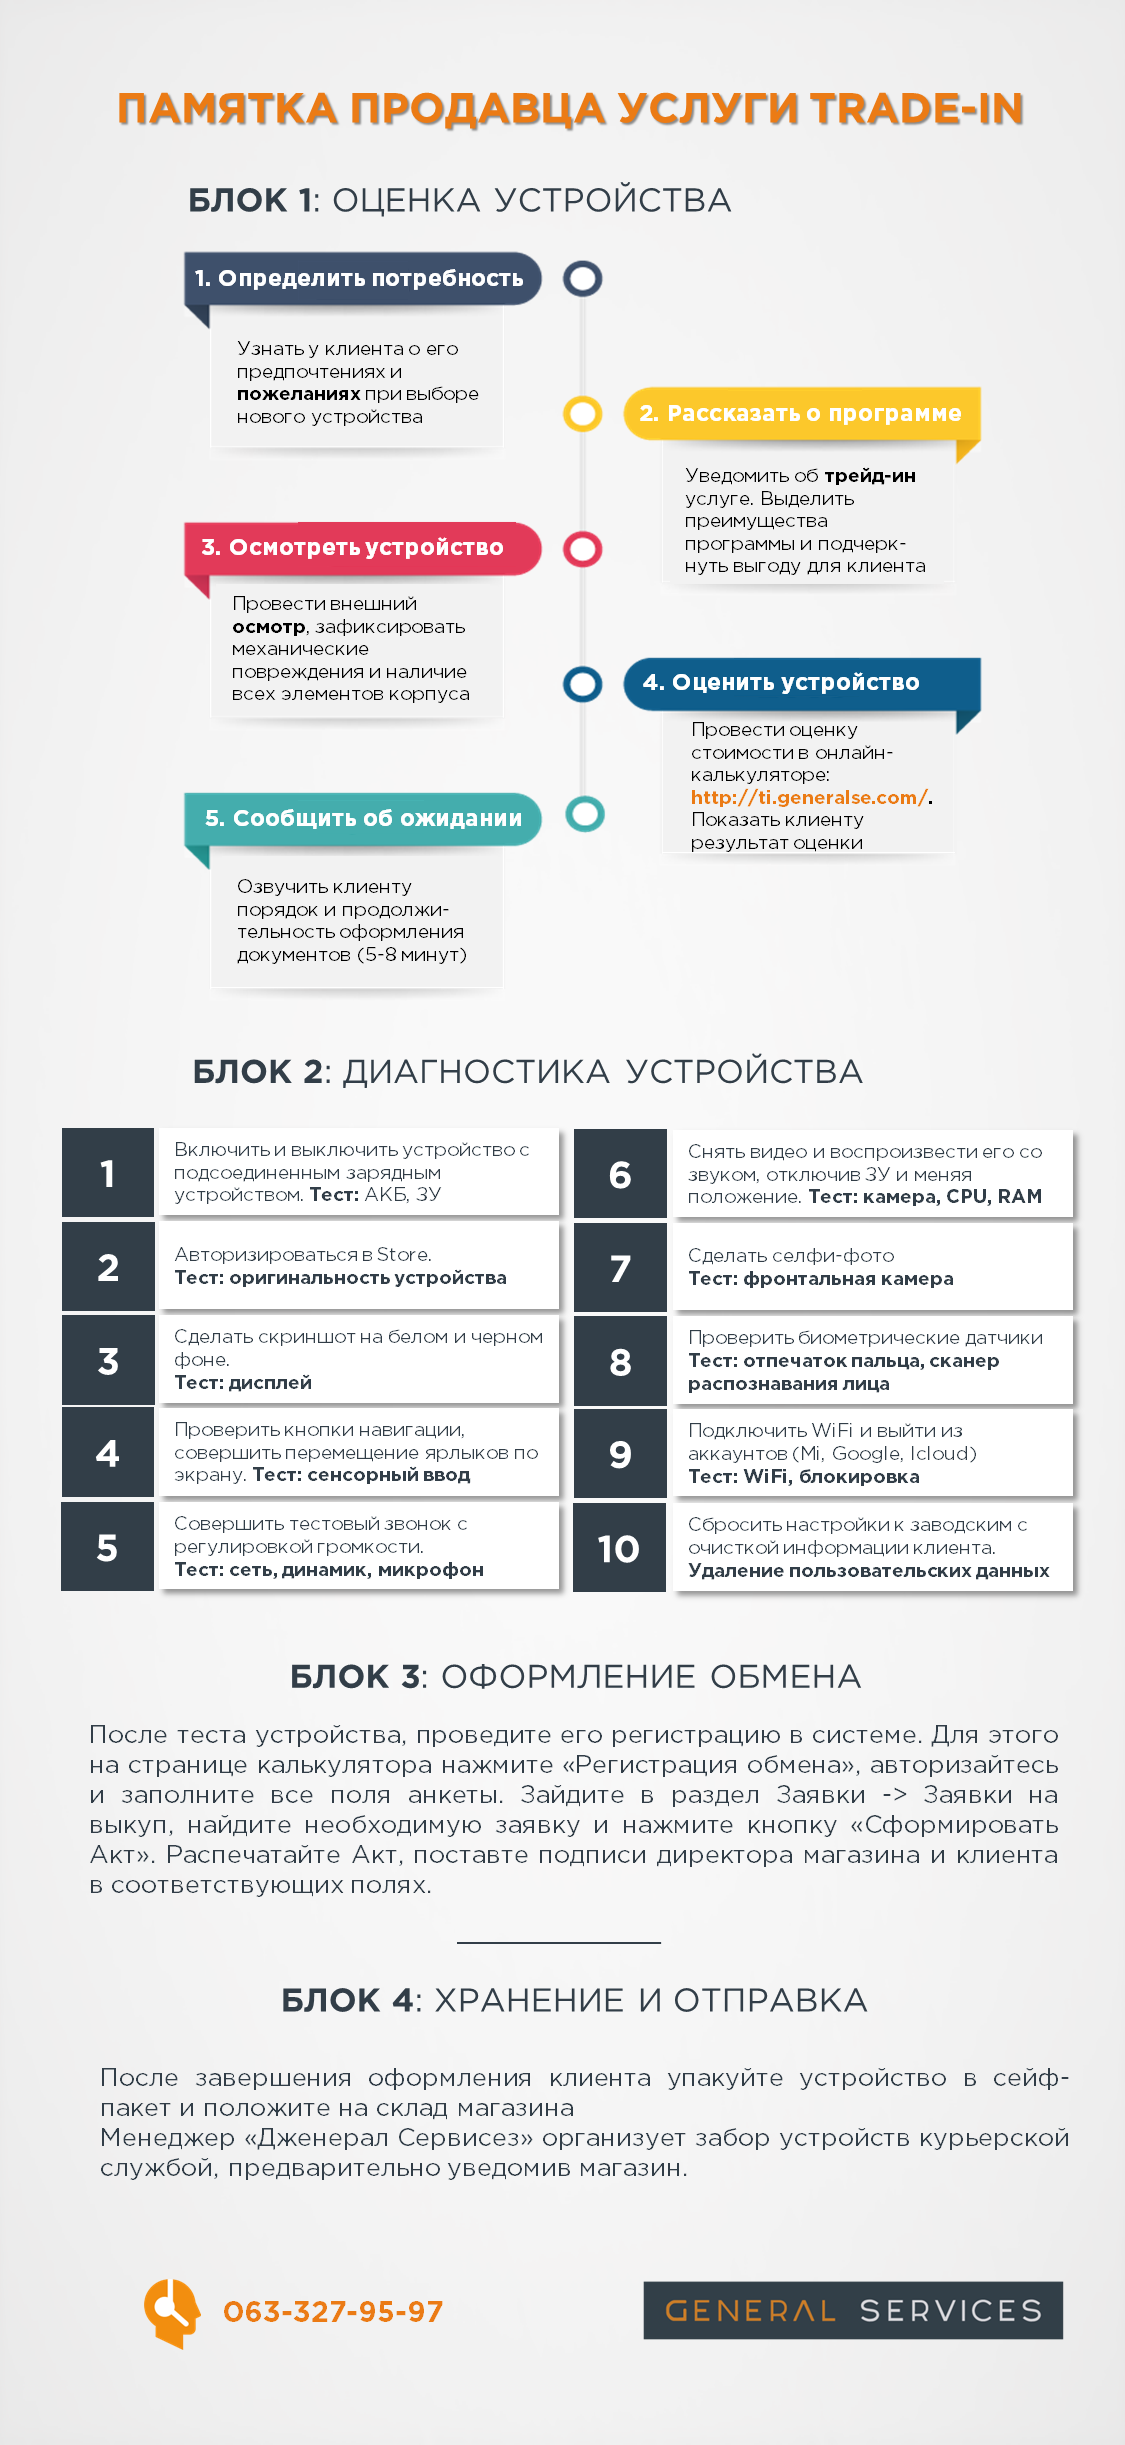 ПАМЯТКА ПРОДАВЦА УСЛУГИ TRADE-IN
БЛОК 1: ОЦЕНКА УСТРОЙСТВА
1. Определить потребность
Узнать у клиента о его
предпочтениях и
пожеланиях при выборе
нового устройства
2. Рассказать о программе
Уведомить об трейд-ин
услуге. Выделить
преимущества
программы и подчерк-
нуть выгоду для клиента
3. Осмотреть устройство
Провести внешний
осмотр, зафиксировать
механические
повреждения и наличие
всех элементов корпуса
4. Оценить устройство
Провести оценку
стоимости в онлайн-
калькуляторе:
http://ti.generalse.com/.
Показать клиенту
результат оценки
5. Сообщить об ожидании
Озвучить клиенту
порядок и продолжи-
тельность оформления
документов (5-8 минут)
БЛОК 2: ДИАГНОСТИКА УСТРОЙСТВА
1
Включить и выключить устройство с
подсоединенным зарядным
устройством. Тест: АКБ, ЗУ
2
Авторизироваться в Store.
Тест: оригинальность устройства
3
Сделать скриншот на белом и черном
фоне.
Тест: дисплей
4
Проверить кнопки навигации,
совершить перемещение ярлыков по
экрану. Тест: сенсорный ввод
5
Совершить тестовый звонок с
регулировкой громкости.
Тест: сеть, динамик, микрофон
6
Снять видео и воспроизвести его со
звуком, отключив ЗУ и меняя
положение. Тест: камера, CPU, RAM
7
Сделать селфи-фото
Тест: фронтальная камера
8
Проверить биометрические датчики
Тест: отпечаток пальца, сканер
распознавания лица
9
Подключить WiFi и выйти из
аккаунтов (Mi, Google, Icloud)
Тест: WiFi, блокировка
10
Сбросить настройки к заводским с
очисткой информации клиента.
Удаление пользовательских данных
БЛОК 3: ОФОРМЛЕНИЕ ОБМЕНА
После теста устройства, проведите его регистрацию в системе. Для этого
на странице калькулятора нажмите «Регистрация обмена», авторизайтесь
и заполните все поля анкеты. Зайдите в раздел Заявки -> Заявки на
выкуп, найдите необходимую заявку и нажмите кнопку «Сформировать
Акт». Распечатайте Акт, поставте подписи директора магазина и клиента
в соответствующих полях.
БЛОК 4: ХРАНЕНИЕ И ОТПРАВКА
После завершения оформления клиента упакуйте устройство в сейф-
пакет и положите на склад магазина
Менеджер «Дженерал Сервисез» организует забор устройств курьерской
службой, предварительно уведомив магазин.
063-327-95-97
GENERAL SERVICES